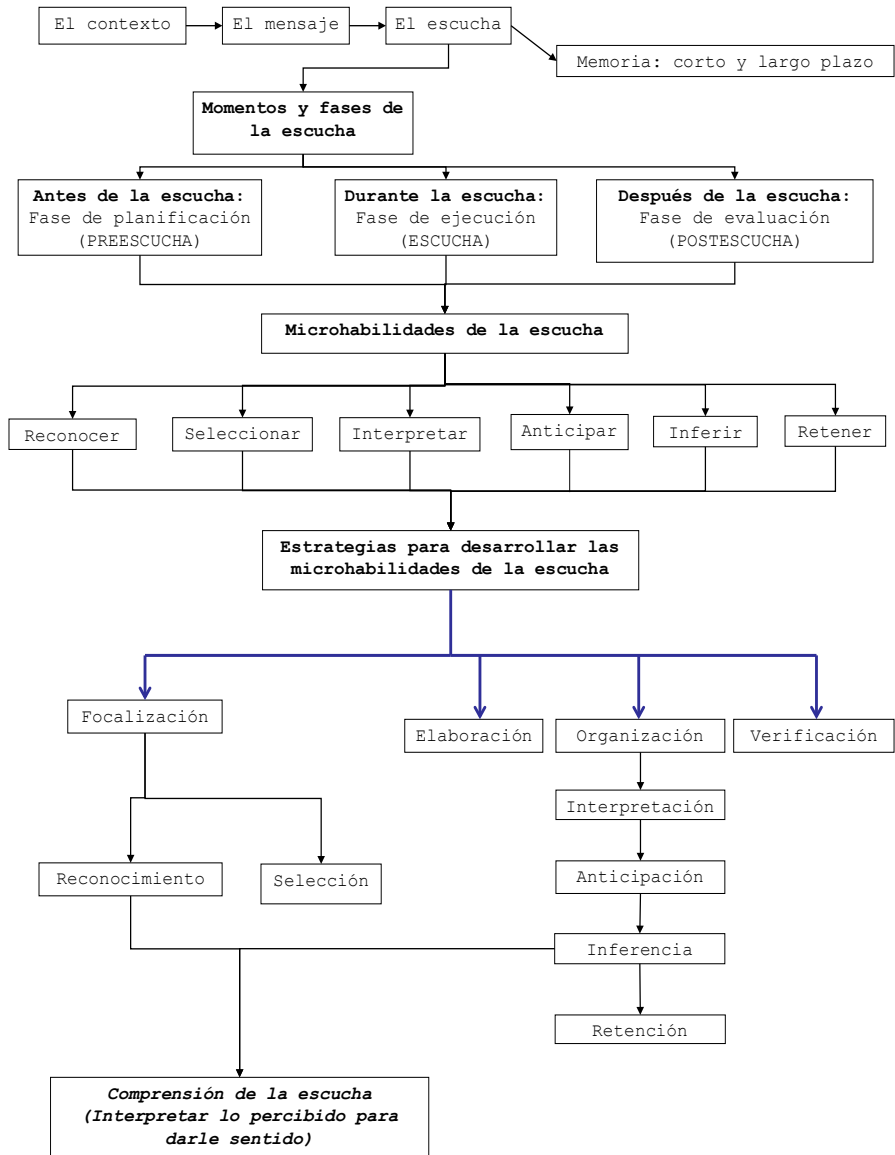 El contexto
El mensaje
El escucha
Memoria: corto y largo plazo
Momentos y fases de
la escucha
Antes de la escucha:
Fase de planificación
(PREESCUCHA)
Durante la escucha:
Fase de ejecución
(ESCUCHA)
Después de la escucha:
Fase de evaluación
(POSTESCUCHA)
Microhabilidades de la escucha
Reconocer
Seleccionar
Interpretar
Anticipar
Inferir
Retener
Estrategias para desarrollar las
microhabilidades de la escucha
Focalización
Elaboración
Organización
Verificación
Interpretación
Reconocimiento
Selección
Anticipación
Inferencia
Retención
Comprensión de la escucha
(Interpretar lo percibido para
darle sentido)